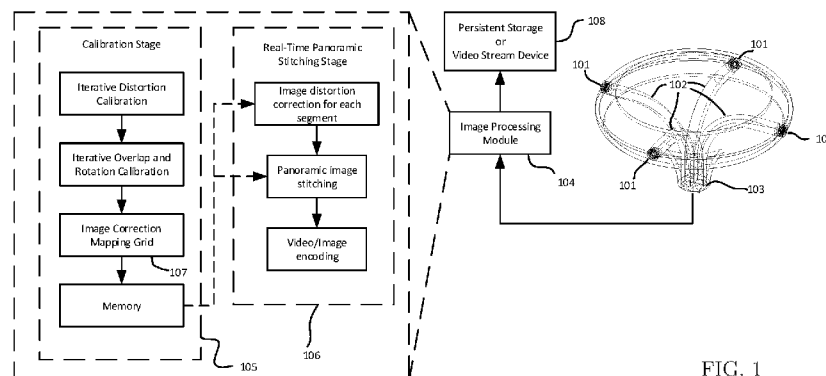 Calibration Stage
Iterative Distortion
Calibration
Iterative Overlap and
Rotation Calibration
Image Correction
Mapping Grid
107
Memory
105
Real-Time Panoramic
Stitching Stage
Image distortion
correction for each
segment
Panoramic image
stitching
Video/Image
encoding
106
Persistent Storage
or
Video Stream Device
108
Image Processing
Module
104
101
101
102
10
101
103
FIG. 1